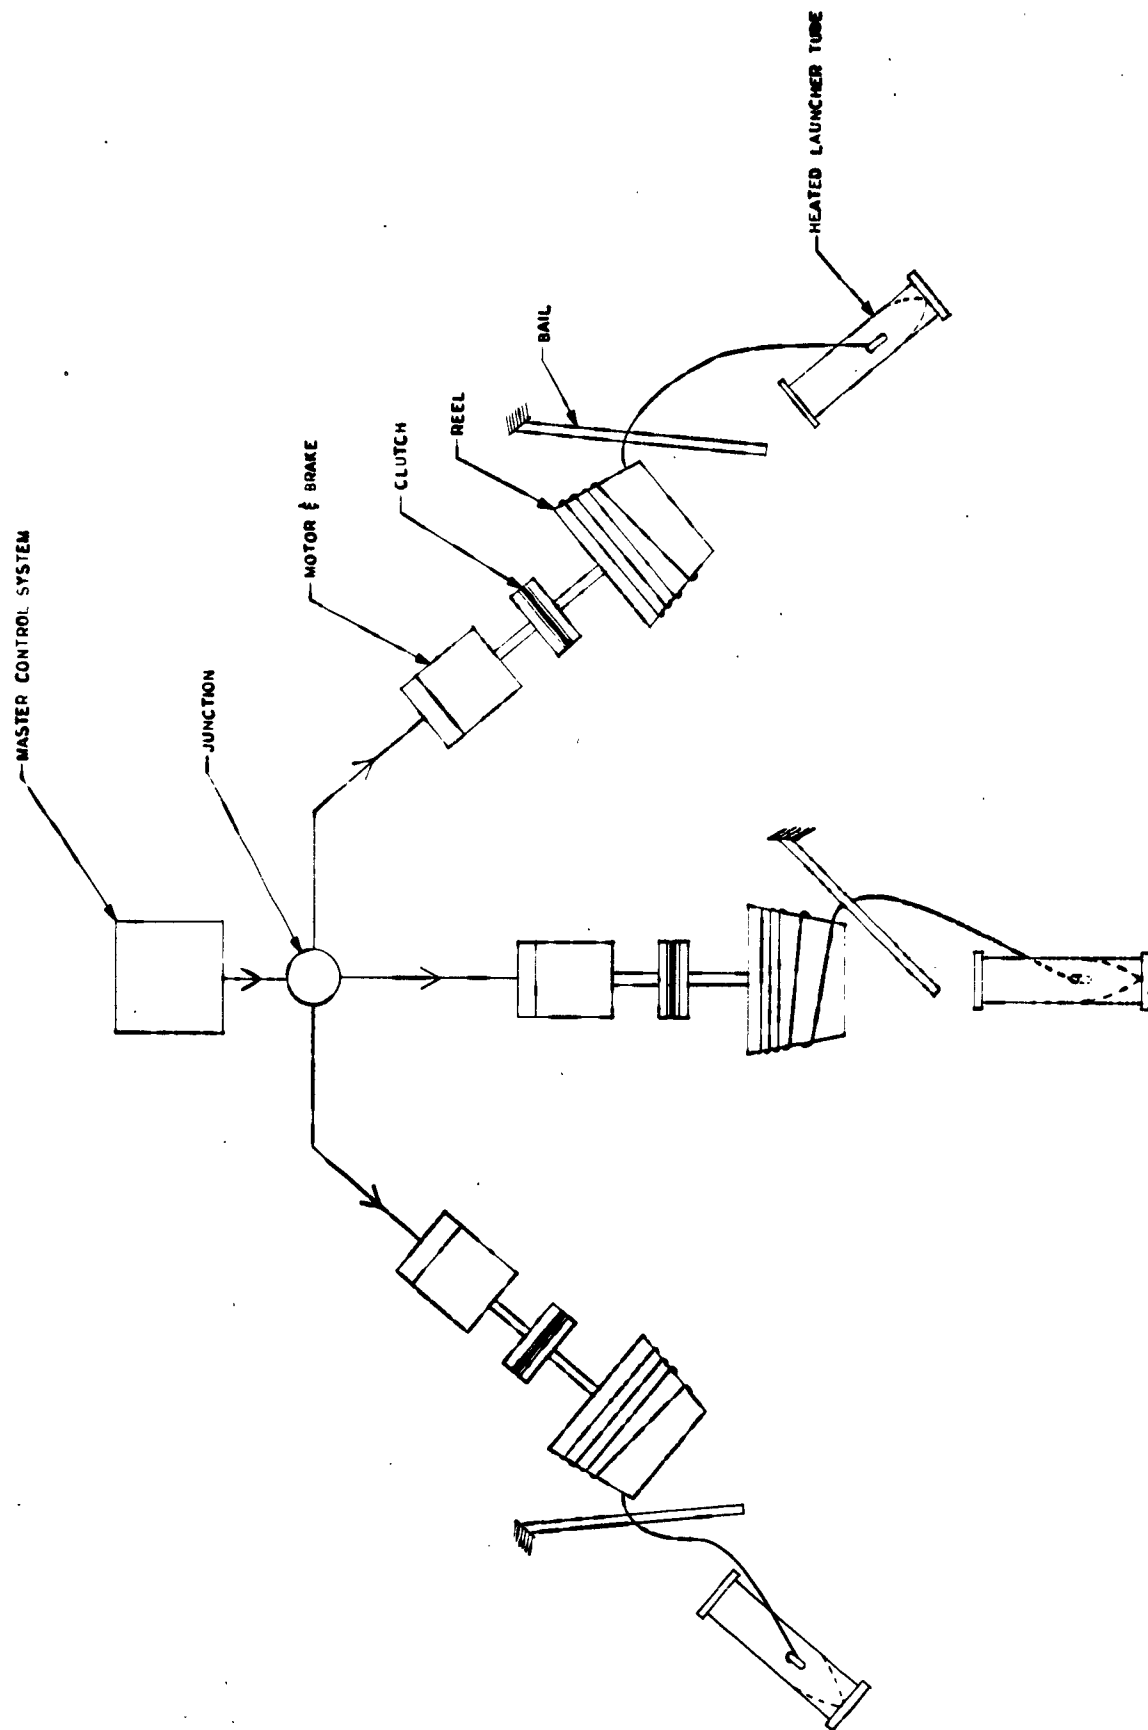 MASTER CONTROL SYSTEM
JUNCTION
MOTOR & BRAKE
CLUTCH
REEL
BAIL
HEATED LAUNCHER TUBE